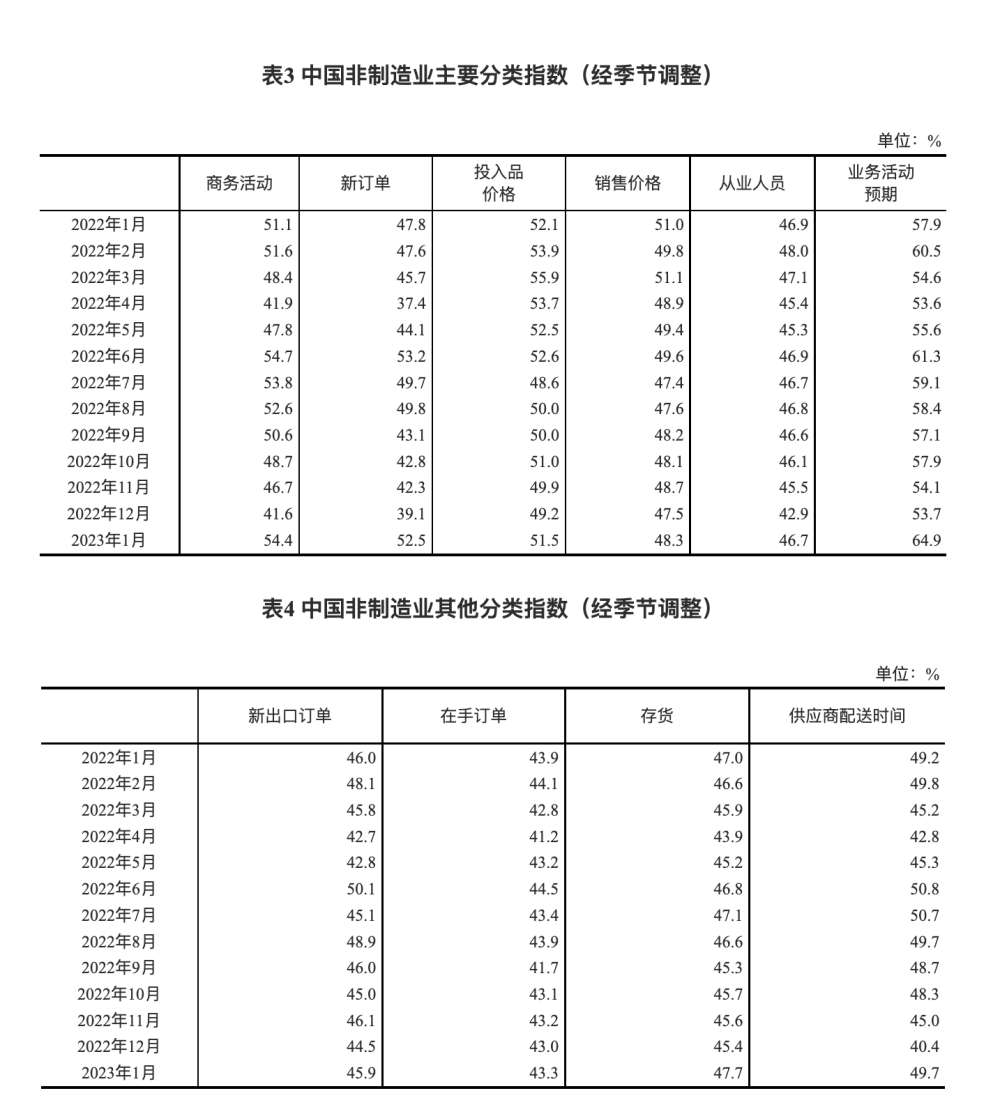 表3 中国非制造业主要分类指数（经季节调整）
单位：%
商务活动 新订单 投入品价格 销售价格 从业人员 业务活动预期
2022年1月 51.1 47.8 52.1 51.0 46.9 57.9
2022年2月 51.6 47.6 53.9 49.8 48.0 60.5
2022年3月 48.4 45.7 55.9 51.1 47.1 54.6
2022年4月 41.9 37.4 53.7 48.9 45.4 53.6
2022年5月 47.8 44.1 52.5 49.4 45.3 55.6
2022年6月 54.7 53.2 52.6 49.6 46.9 61.3
2022年7月 53.8 49.7 48.6 47.4 46.7 59.1
2022年8月 52.6 49.8 50.0 47.6 46.8 58.4
2022年9月 50.6 43.1 50.0 48.2 46.6 57.1
2022年10月 48.7 42.8 51.0 48.1 46.1 57.9
2022年11月 46.7 42.3 49.9 48.7 45.5 54.1
2022年12月 41.6 39.1 49.2 47.5 42.9 53.7
2023年1月 54.4 52.5 51.5 48.3 46.7 64.9
表4 中国非制造业其他分类指数（经季节调整）
单位：%
新出口订单 在手订单 存货 供应商配送时间
2022年1月 46.0 43.9 47.0 49.2
2022年2月 48.1 44.1 46.6 49.8
2022年3月 45.8 42.8 45.9 45.2
2022年4月 42.7 41.2 43.9 42.8
2022年5月 42.8 43.2 45.2 45.3
2022年6月 50.1 44.5 46.8 50.8
2022年7月 45.1 43.4 47.1 50.7
2022年8月 48.9 43.9 46.6 49.7
2022年9月 46.0 41.7 45.3 48.7
2022年10月 45.0 43.1 45.7 48.3
2022年11月 46.1 43.2 45.6 45.0
2022年12月 44.5 43.0 45.4 40.4
2023年1月 45.9 43.3 47.7 49.7